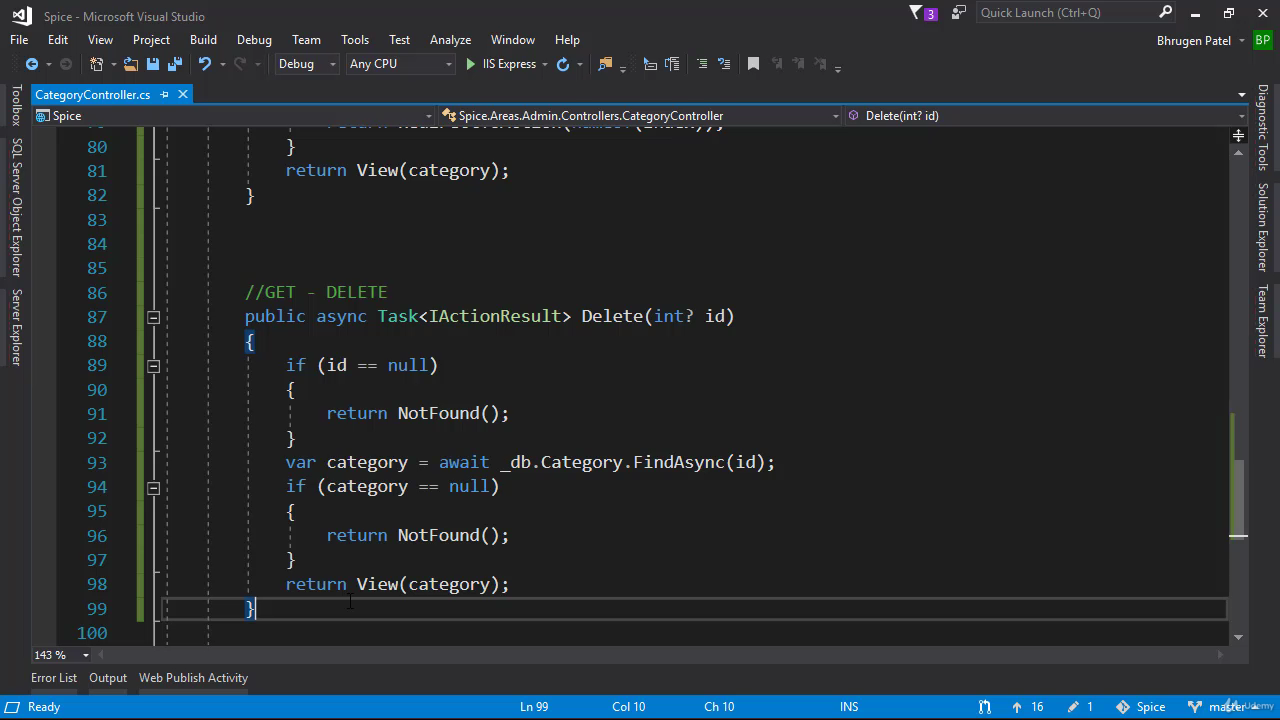 Spice - Microsoft Visual Studio
3
Quick Launch (Ctrl+Q)
File Edit View Project Build Debug Team Tools Test Analyze Window Help
Bhrugen Patel BP
Debug Any CPU IIS Express
CategoryController.cs
Spice Spice.Areas.Admin.Controllers.CategoryController Delete(int? id)
Toolbox
SQL Server Object Explorer
Server Explorer
80 }
81 return View(category);
82 }
83
84
85
86 //GET - DELETE
87 public async Task<IActionResult> Delete(int? id)
88 {
89 if (id == null)
90 {
91 return NotFound();
92 }
93 var category = await _db.Category.FindAsync(id);
94 if (category == null)
95 {
96 return NotFound();
97 }
98 return View(category);
99 }
100
Diagnostic Tools
Solution Explorer
Team Explorer
143 %
Error List Output Web Publish Activity
Ready Ln 99 Col 10 Ch 10 INS 16 1 Spice master
Udemy